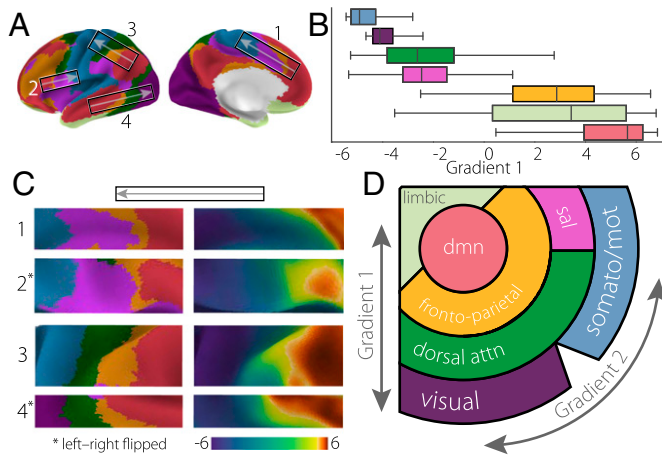 A
3
2
4
1
B
-6
-4
-2
0
2
4
6
Gradient 1
C
1
2*
3
4*
* left–right flipped
-6
6
D
limbic
dmn
sal
somato/mot
fronto-parietal
dorsal attn
visual
Gradient 1
Gradient 2